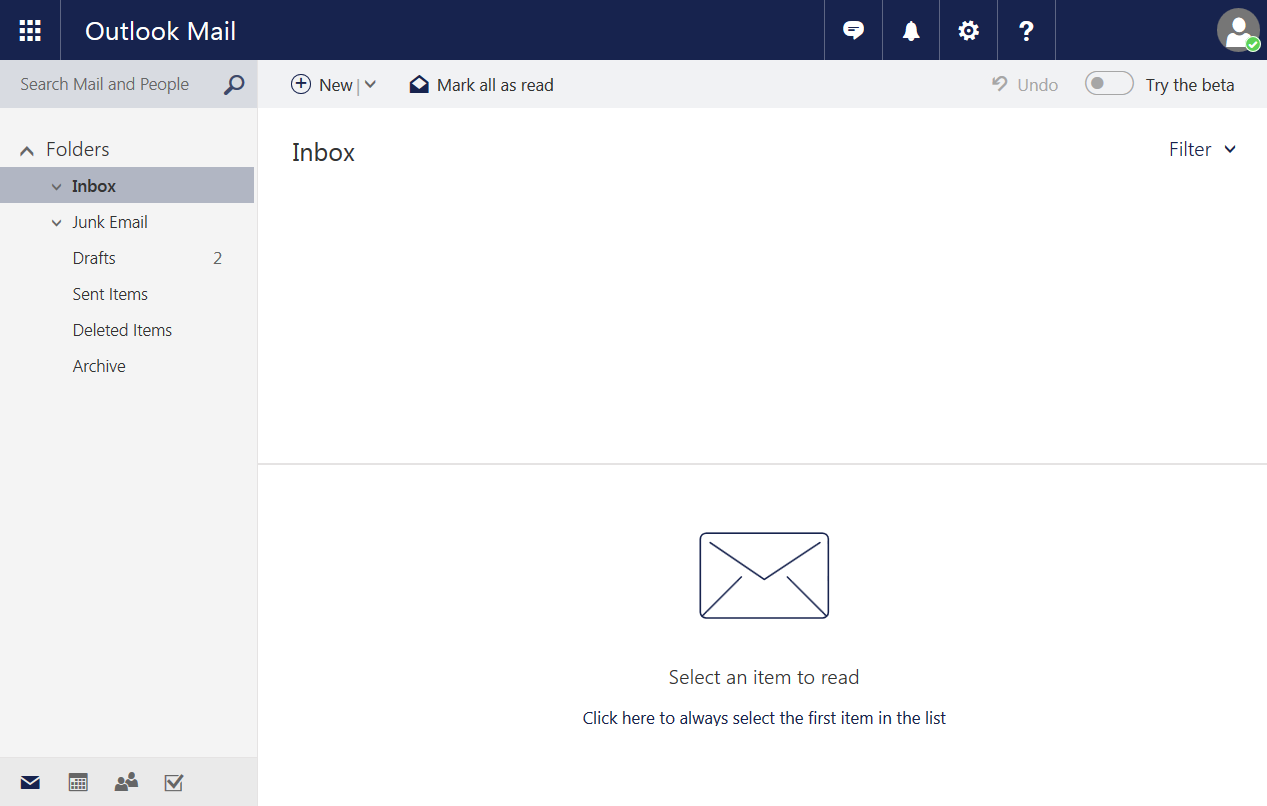 Outlook Mail
?
Search Mail and People
New
Mark all as read
Undo
Try the beta
Folders
Inbox
Junk Email
Drafts 2
Sent Items
Deleted Items
Archive
Inbox
Filter
Select an item to read
Click here to always select the first item in the list